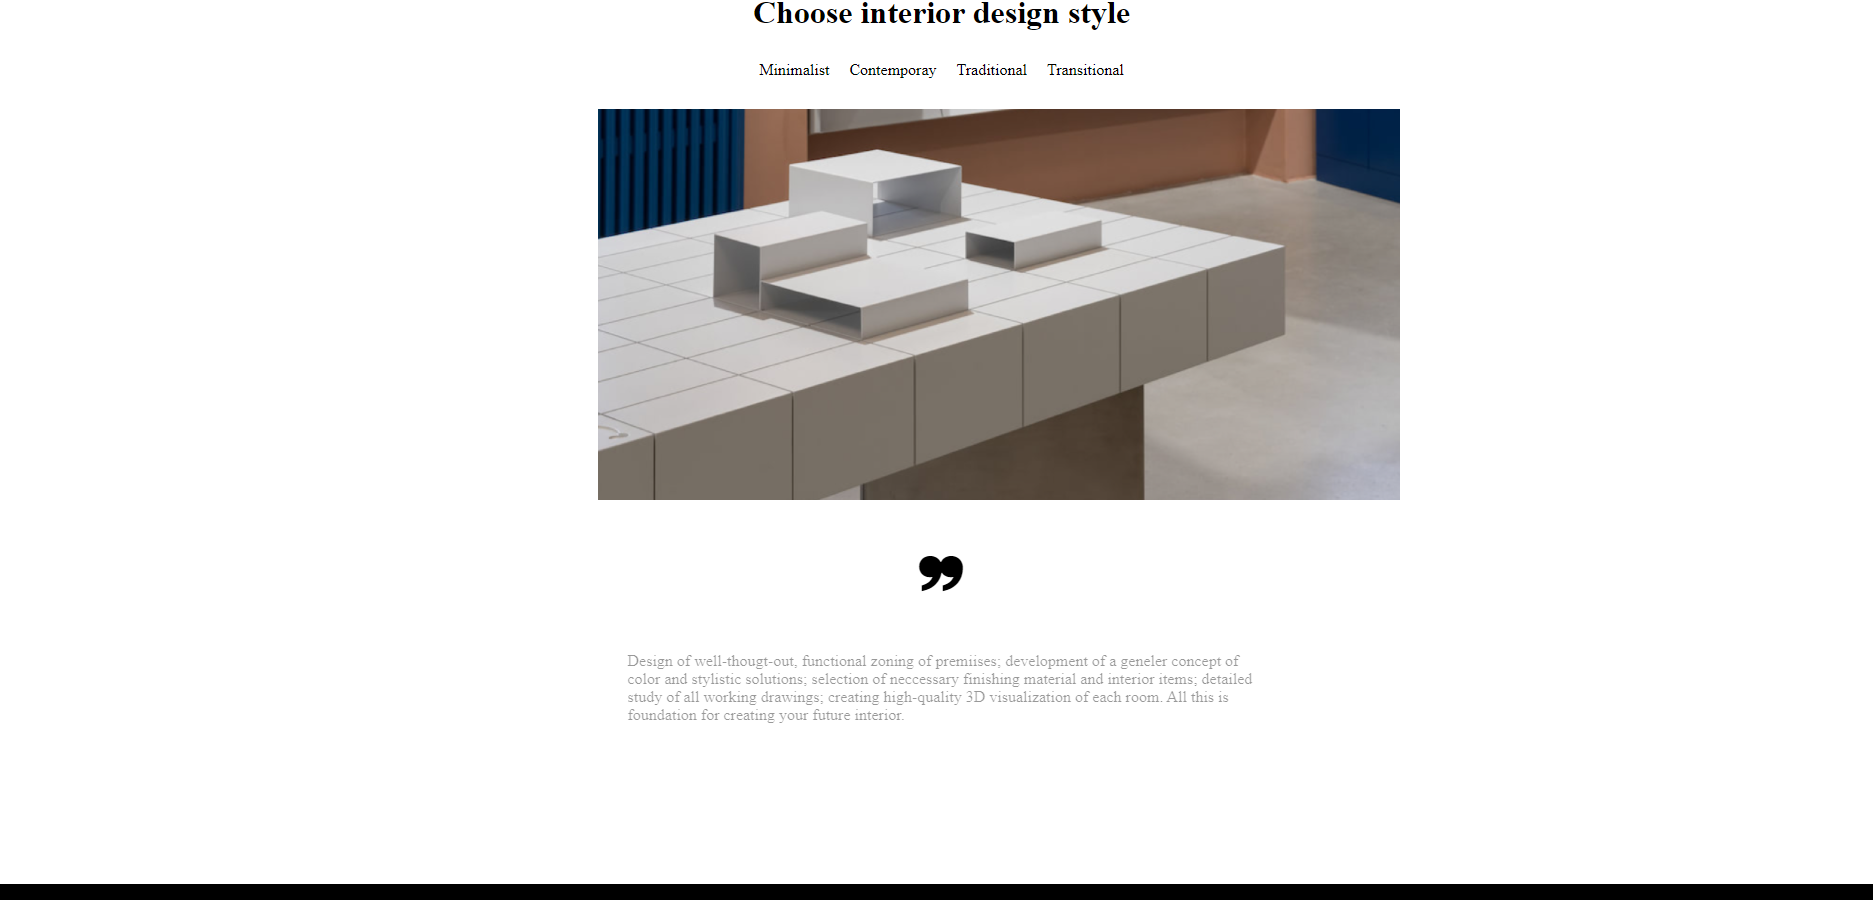 Choose interior design style
Minimalist Contemporay Traditional Transitional
❞
Design of well-thougt-out, functional zoning of premiises; development of a geneler concept of
color and stylistic solutions; selection of neccessary finishing material and interior items; detailed
study of all working drawings; creating high-quality 3D visualization of each room. All this is
foundation for creating your future interior.